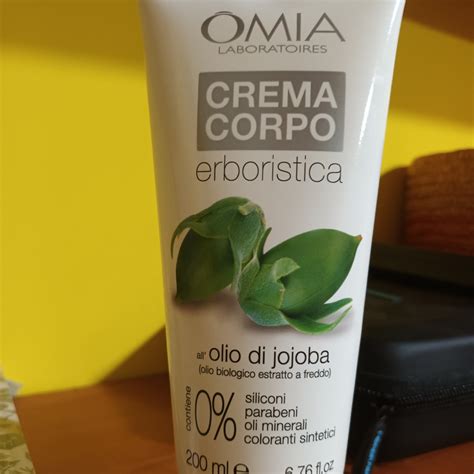 ÓMIA
LABORATOIRES
CREMA
CORPO
erboristica
all' olio di jojoba
(olio biologico estratto a freddo)
contiene
0% siliconi
parabeni
oli minerali
coloranti sintetici
200 ml e 6.76 fl.oz